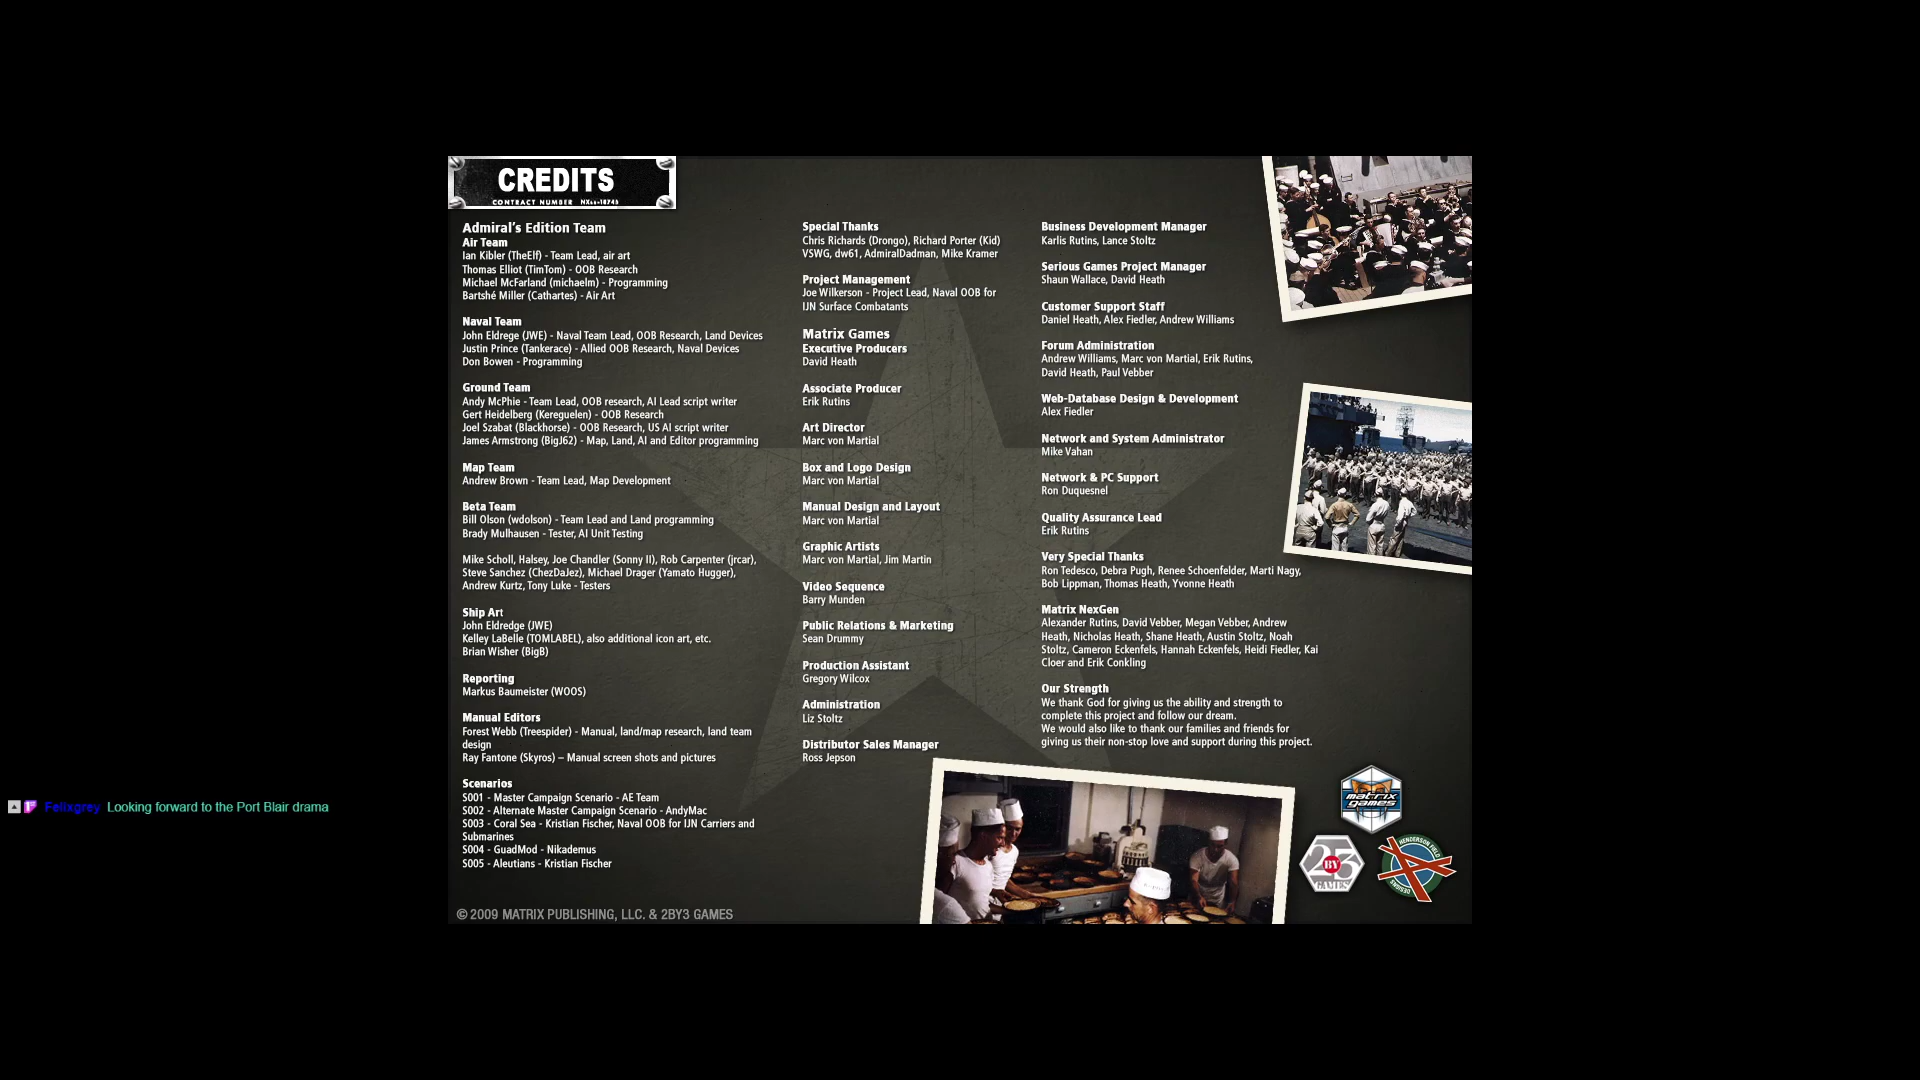 CREDITS
CONTRACT NUMBER
Admiral's Edition Team
Air Team
Ian Kibler (TheElf) - Team Lead, air art
Thomas Elliot (TimTom) - OOB Research
Michael McFarland (michaelm) - Programming
Bartshé Miller (Cathartes) - Air Art
Naval Team
John Eldrege (JWE) - Naval Team Lead, OOB Research, Land Devices
Justin Prince (Tankerace) - Allied OOB Research, Naval Devices
Don Bowen - Programming
Ground Team
Andy McPhie - Team Lead, OOB research, AI Lead script writer
Gert Heidelberg (Kereguelen) - OOB Research
Joel Szabat (Blackhorse) - OOB Research, US AI script writer
James Armstrong (BigJ62) - Map, Land, AI and Editor programming
Map Team
Andrew Brown - Team Lead, Map Development
Beta Team
Bill Olson (wdolson) - Team Lead and Land programming
Brady Mulhausen - Tester, AI Unit Testing
Mike Scholl, Halsey, Joe Chandler (Sonny II), Rob Carpenter (jrcar),
Steve Sanchez (ChezDaJez), Michael Drager (Yamato Hugger),
Andrew Kurtz, Tony Luke - Testers
Ship Art
John Eldredge (JWE)
Kelley LaBelle (TOMLABEL), also additional icon art, etc.
Brian Wisher (BigB)
Reporting
Markus Baumeister (WOOS)
Manual Editors
Forest Webb (Treespider) - Manual, land/map research, land team
design
Ray Fantone (Skyros) – Manual screen shots and pictures
Scenarios
S001 - Master Campaign Scenario - AE Team
S002 - Alternate Master Campaign Scenario - AndyMac
S003 - Coral Sea - Kristian Fischer, Naval OOB for IJN Carriers and
Submarines
S004 - GuadMod - Nikademus
S005 - Aleutians - Kristian Fischer
© 2009 MATRIX PUBLISHING, LLC. & 2BY3 GAMES
Special Thanks
Chris Richards (Drongo), Richard Porter (Kid)
VSWG, dw61, AdmiralDadman, Mike Kramer
Project Management
Joe Wilkerson - Project Lead, Naval OOB for
IJN Surface Combatants
Matrix Games
Executive Producers
David Heath
Associate Producer
Erik Rutins
Art Director
Marc von Martial
Box and Logo Design
Marc von Martial
Manual Design and Layout
Marc von Martial
Graphic Artists
Marc von Martial, Jim Martin
Video Sequence
Barry Munden
Public Relations & Marketing
Sean Drummy
Production Assistant
Gregory Wilcox
Administration
Liz Stoltz
Distributor Sales Manager
Ross Jepson
Business Development Manager
Karlis Rutins, Lance Stoltz
Serious Games Project Manager
Shaun Wallace, David Heath
Customer Support Staff
Daniel Heath, Alex Fiedler, Andrew Williams
Forum Administration
Andrew Williams, Marc von Martial, Erik Rutins,
David Heath, Paul Vebber
Web-Database Design & Development
Alex Fiedler
Network and System Administrator
Mike Vahan
Network & PC Support
Ron Duquesnel
Quality Assurance Lead
Erik Rutins
Very Special Thanks
Ron Tedesco, Debra Pugh, Renee Schoenfelder, Marti Nagy,
Bob Lippman, Thomas Heath, Yvonne Heath
Matrix NexGen
Alexander Rutins, David Vebber, Megan Vebber, Andrew
Heath, Nicholas Heath, Shane Heath, Austin Stoltz, Noah
Stoltz, Cameron Eckenfels, Hannah Eckenfels, Heidi Fiedler, Kai
Cloer and Erik Conkling
Our Strength
We thank God for giving us the ability and strength to
complete this project and follow our dream.
We would also like to thank our families and friends for
giving us their non-stop love and support during this project.
matrix
games
2BY3
GAMES
HENDERSON FIELD
DESIGNS
Felixgrey Looking forward to the Port Blair drama